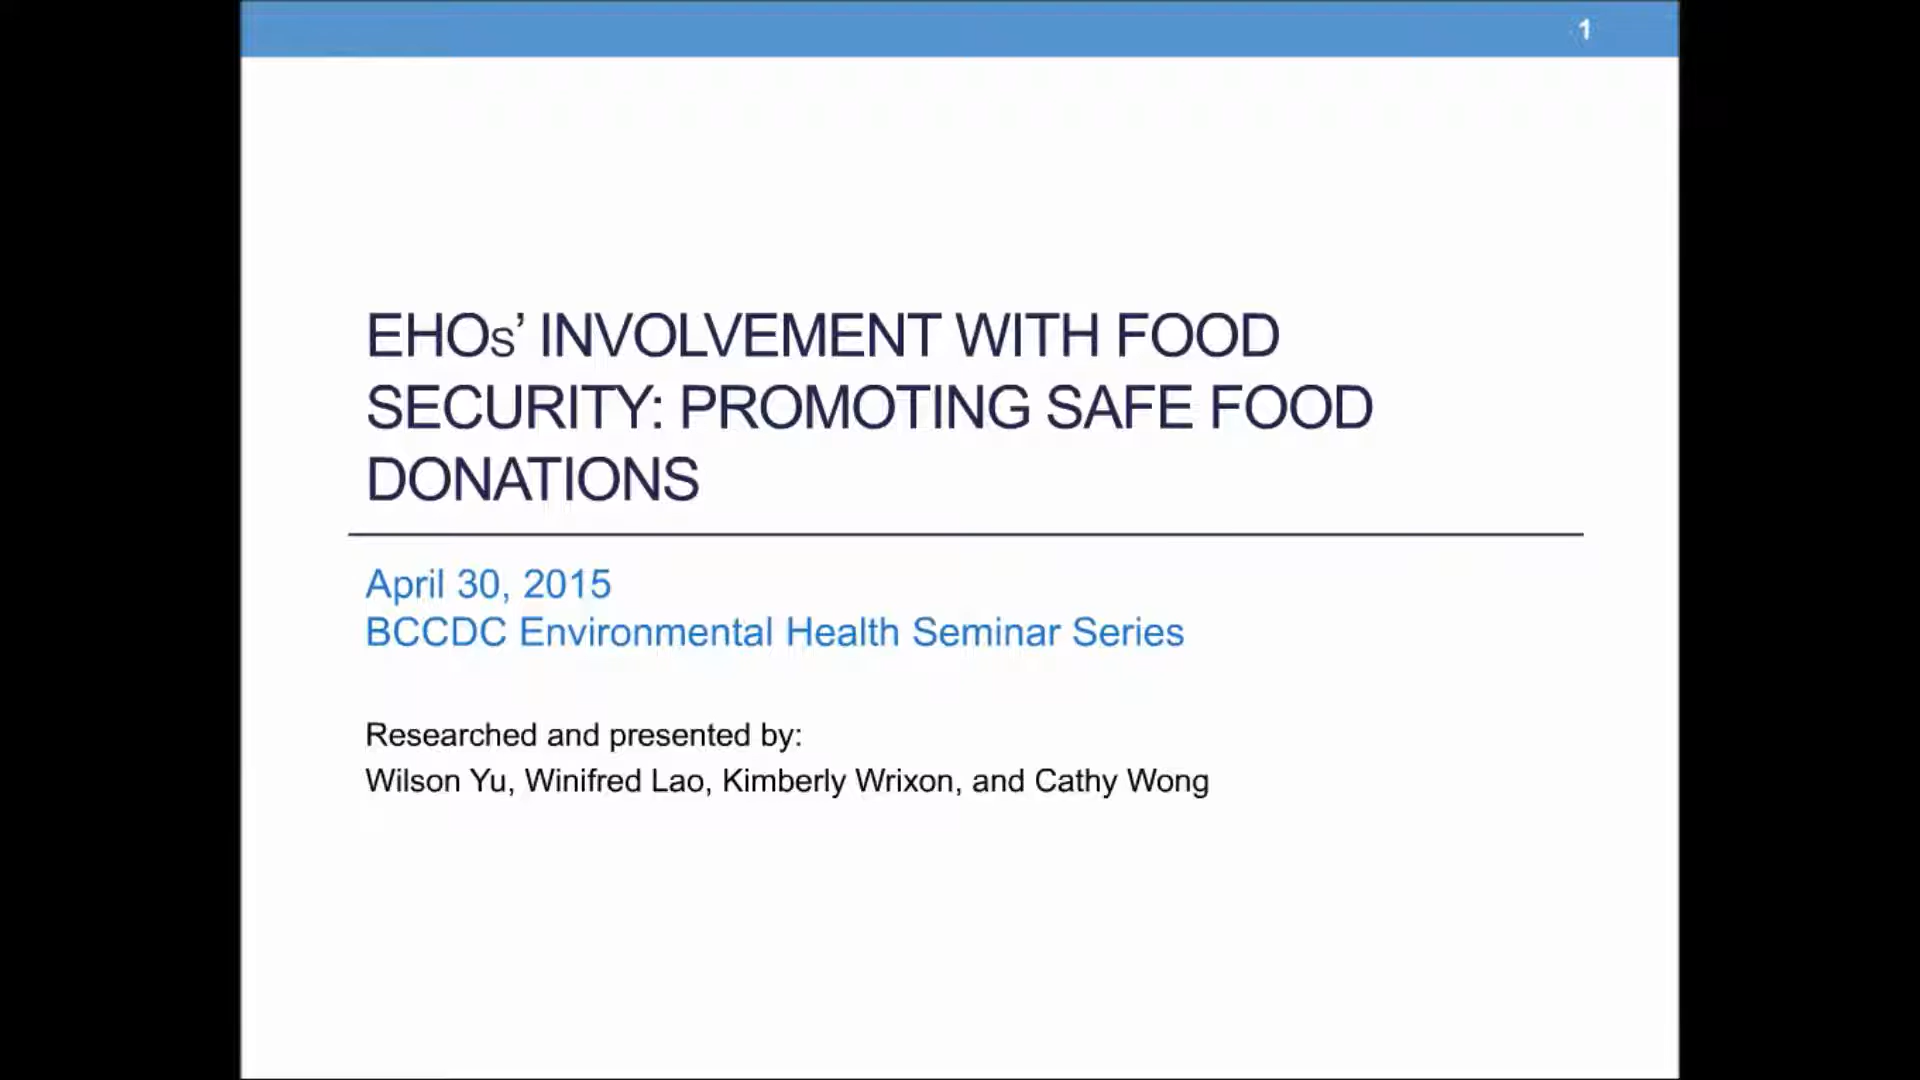 1
EHOs’ INVOLVEMENT WITH FOOD
SECURITY: PROMOTING SAFE FOOD
DONATIONS
April 30, 2015
BCCDC Environmental Health Seminar Series
Researched and presented by:
Wilson Yu, Winifred Lao, Kimberly Wrixon, and Cathy Wong